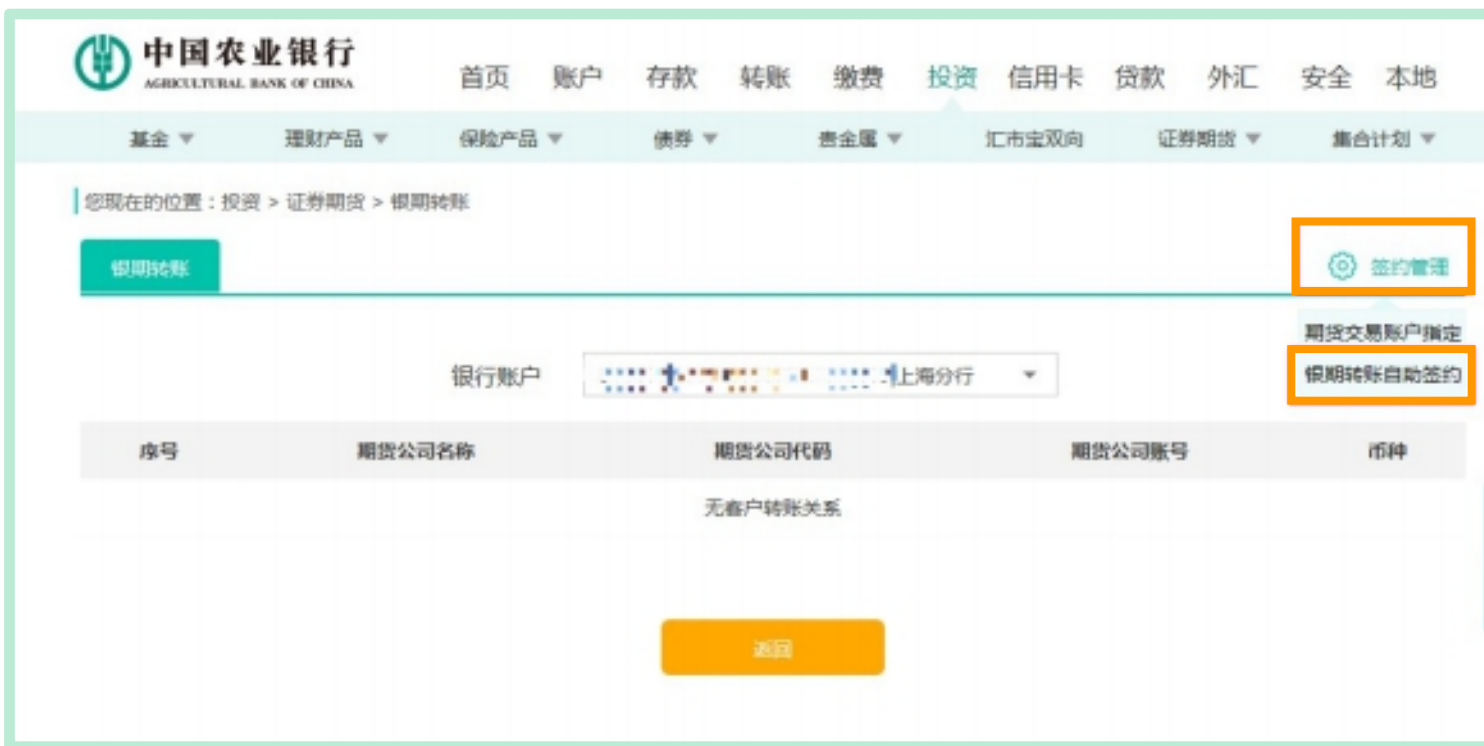 中国农业银行
AGRICULTURAL BANK OF CHINA
首页 账户 存款 转账 缴费 投资 信用卡 贷款 外汇 安全 本地
基金 理财产品 保险产品 债券 贵金属 汇市宝双向 证券期货 集合计划
您现在的位置：投资 > 证券期货 > 银期转账
银期转账 签约管理
期货交易账户指定
银行账户 上海分行 银期转账自助签约
序号 期货公司名称 期货公司代码 期货公司账号 币种
无客户转账关系
返回